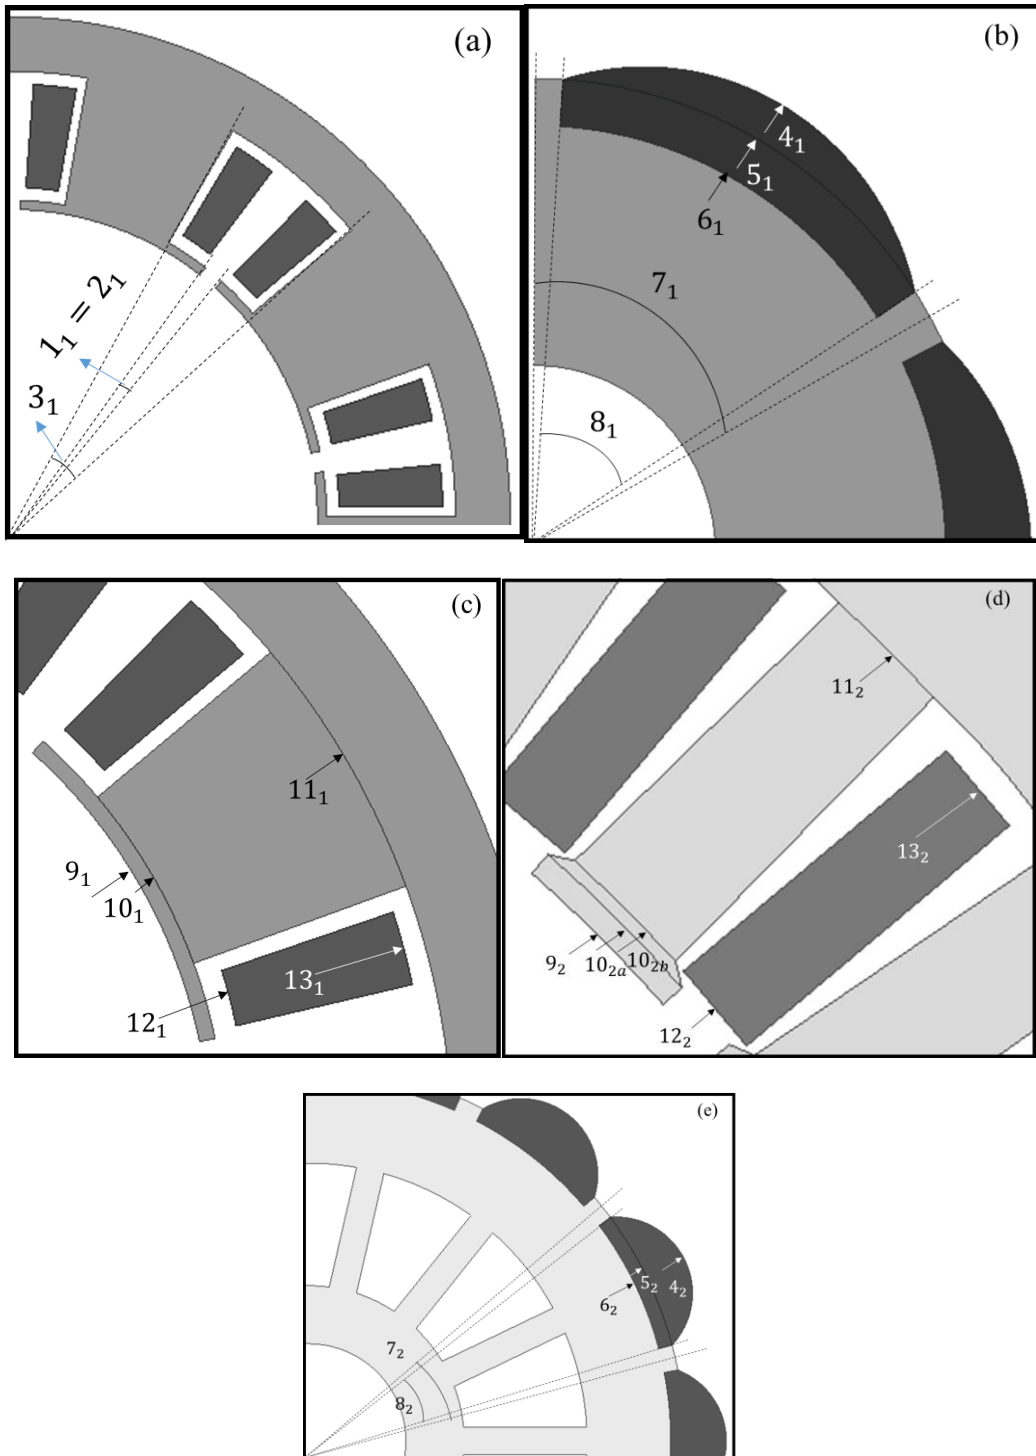 (a)
1₁ = 2₁
3₁
(b)
4₁
5₁
6₁
7₁
8₁
(c)
11₁
9₁
10₁
13₁
12₁
(d)
11₂
13₂
9₂ 10₂ₐ 10₂b
12₂
(e)
5₂ 4₂
6₂
7₂
8₂